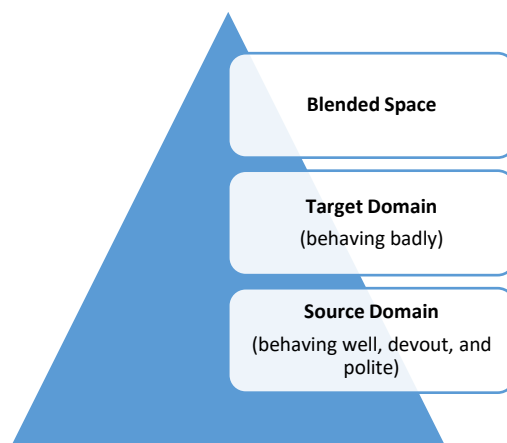 Blended Space
Target Domain
(behaving badly)
Source Domain
(behaving well, devout, and
polite)